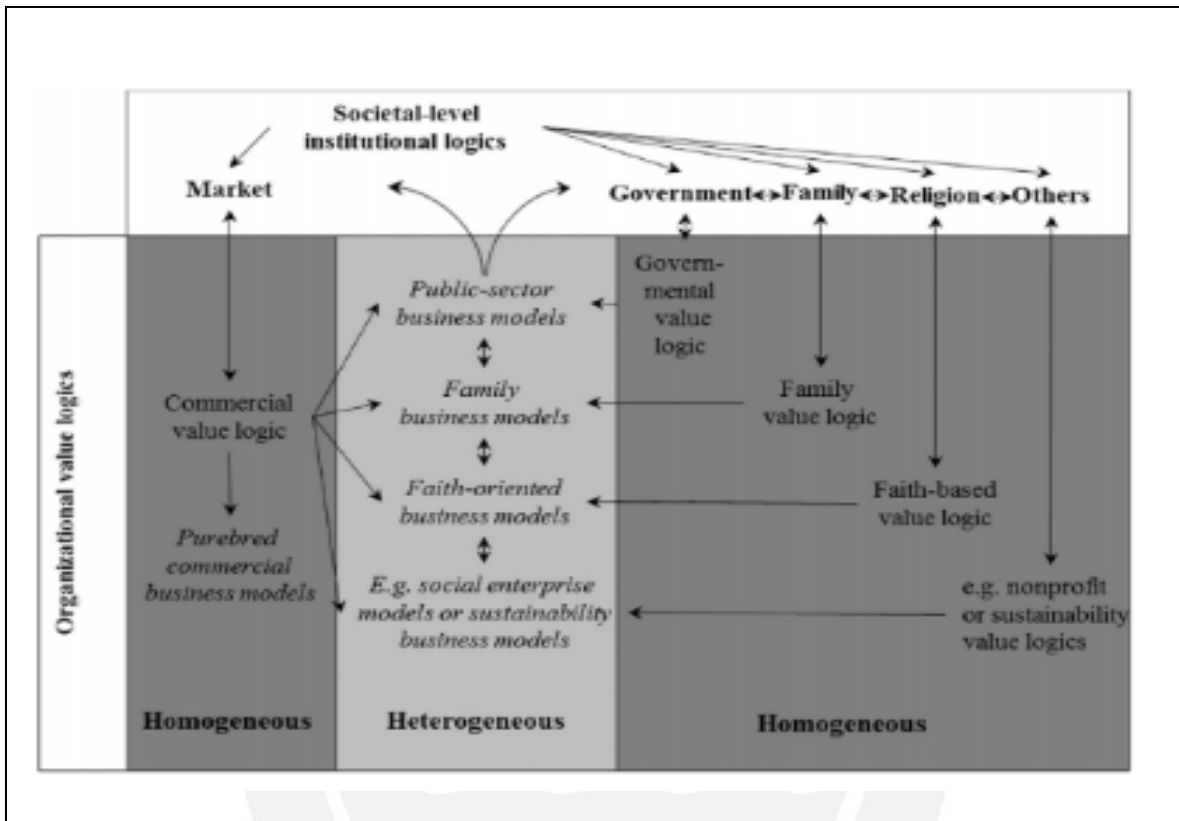 Societal-level
institutional logics
Market
Government Family Religion Others
Organizational value logics
Commercial
value logic
Purebred
commercial
business models
Homogeneous
Public-sector
business models
Family
business models
Faith-oriented
business models
E.g. social enterprise
models or sustainability
business models
Heterogeneous
Govern-
mental
value
logic
Family
value logic
Faith-based
value logic
e.g. nonprofit
or sustainability
value logics
Homogeneous